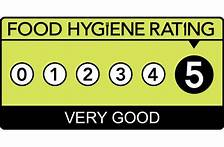 FOOD HYGIENE RATING
0 1 2 3 4 5
VERY GOOD